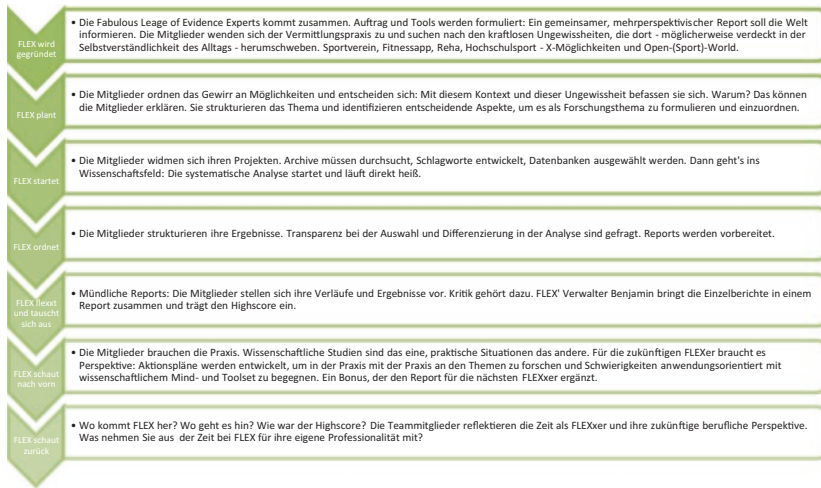 FLEX wird
gegründet
• Die Fabulous Leage of Evidence Experts kommt zusammen. Auftrag und Tools werden formuliert: Ein gemeinsamer, mehrperspektivischer Report soll die Welt
informieren. Die Mitglieder wenden sich der Vermittlungspraxis zu und suchen nach den kraftlosen Ungewissheiten, die dort - möglicherweise verdeckt in der
Selbstverständlichkeit des Alltags - herumschweben. Sportverein, Fitnessapp, Reha, Hochschulsport - X-Möglichkeiten und Open-(Sport)-World.
FLEX plant
• Die Mitglieder ordnen das Gewirr an Möglichkeiten und entscheiden sich: Mit diesem Kontext und dieser Ungewissheit befassen sie sich. Warum? Das können
die Mitglieder erklären. Sie strukturieren das Thema und identifizieren entscheidende Aspekte, um es als Forschungsthema zu formulieren und einzuordnen.
FLEX startet
• Die Mitglieder widmen sich ihren Projekten. Archive müssen durchsucht, Schlagworte entwickelt, Datenbanken ausgewählt werden. Dann geht's ins
Wissenschaftsfeld: Die systematische Analyse startet und läuft direkt heiß.
FLEX ordnet
• Die Mitglieder strukturieren ihre Ergebnisse. Transparenz bei der Auswahl und Differenzierung in der Analyse sind gefragt. Reports werden vorbereitet.
FLEX flexxt
und tauscht
sich aus
• Mündliche Reports: Die Mitglieder stellen sich ihre Verläufe und Ergebnisse vor. Kritik gehört dazu. FLEX' Verwalter Benjamin bringt die Einzelberichte in einem
Report zusammen und trägt den Highscore ein.
FLEX schaut
nach vorn
• Die Mitglieder brauchen die Praxis. Wissenschaftliche Studien sind das eine, praktische Situationen das andere. Für die zukünftigen FLEXer braucht es
Perspektive: Aktionspläne werden entwickelt, um in der Praxis mit der Praxis an den Themen zu forschen und Schwierigkeiten anwendungsorientiert mit
wissenschaftlichem Mind- und Toolset zu begegnen. Ein Bonus, der den Report für die nächsten FLEXxer ergänzt.
FLEX schaut
zurück
• Wo kommt FLEX her? Wo geht es hin? Wie war der Highscore? Die Teammitglieder reflektieren die Zeit als FLEXxer und ihre zukünftige berufliche Perspektive.
Was nehmen Sie aus der Zeit bei FLEX für ihre eigene Professionalität mit?